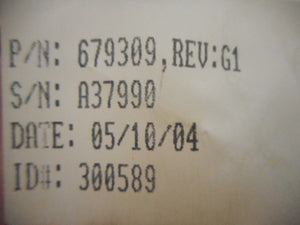 P/N: 679309,REV:G1
S/N: A37990
DATE: 05/10/04
ID#: 300589